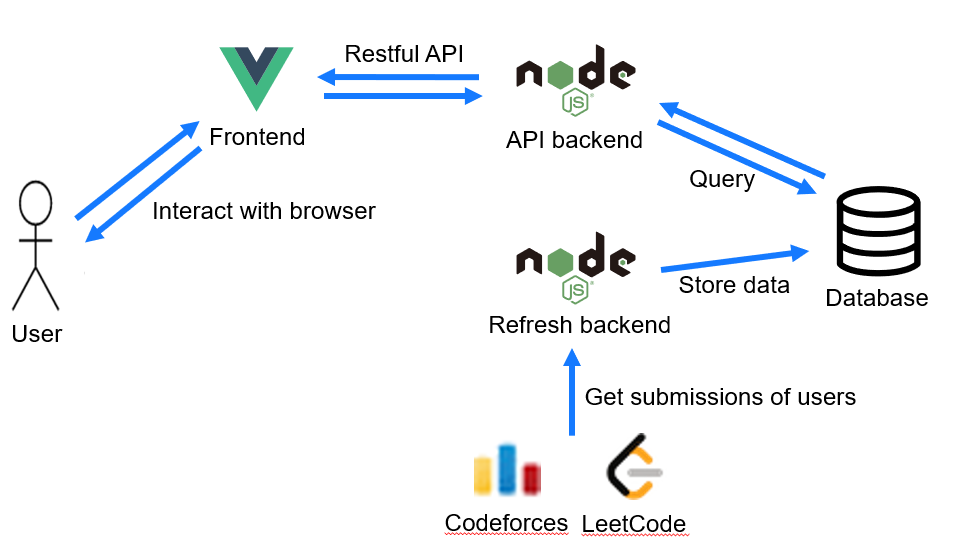 Restful API
node
JS
Frontend
API backend
Query
Interact with browser
node
JS
Store data
Database
User
Refresh backend
Get submissions of users
Codeforces LeetCode